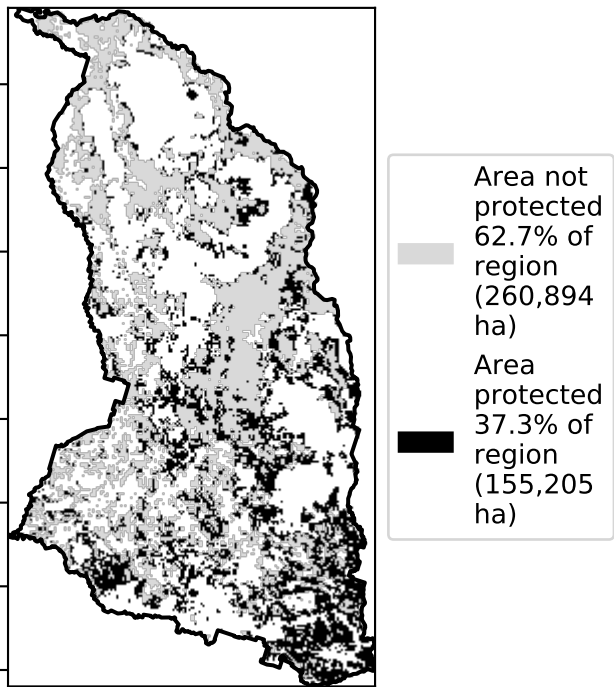 Area not
protected
62.7% of
region
(260,894
ha)
Area
protected
37.3% of
region
(155,205
ha)